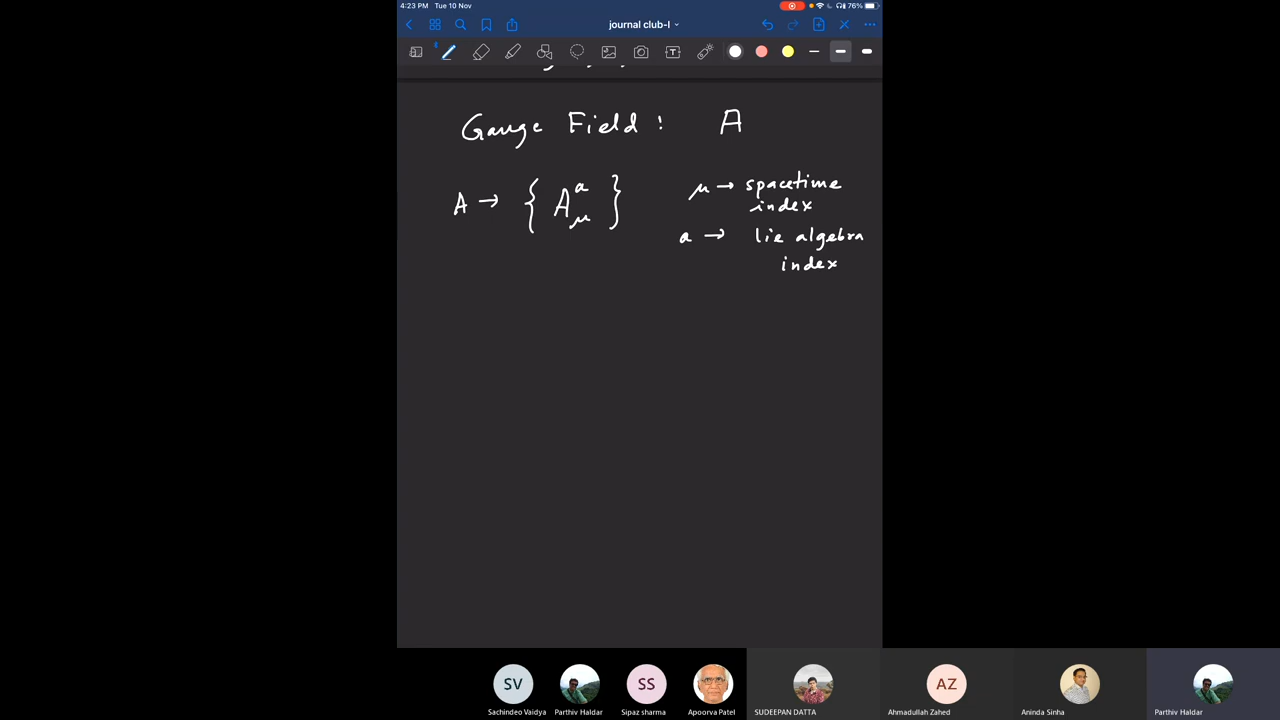 4:23 PM Tue 10 Nov
76%
journal club-I
Gauge Field : A
A → { A^a_μ } μ → spacetime
index
a → lie algebra
index
SV
SS
AZ
Sachindeo Vaidya
Parthiv Haldar
Sipaz sharma
Apoorva Patel
SUDEEPAN DATTA
Ahmadullah Zahed
Aninda Sinha
Parthiv Haldar